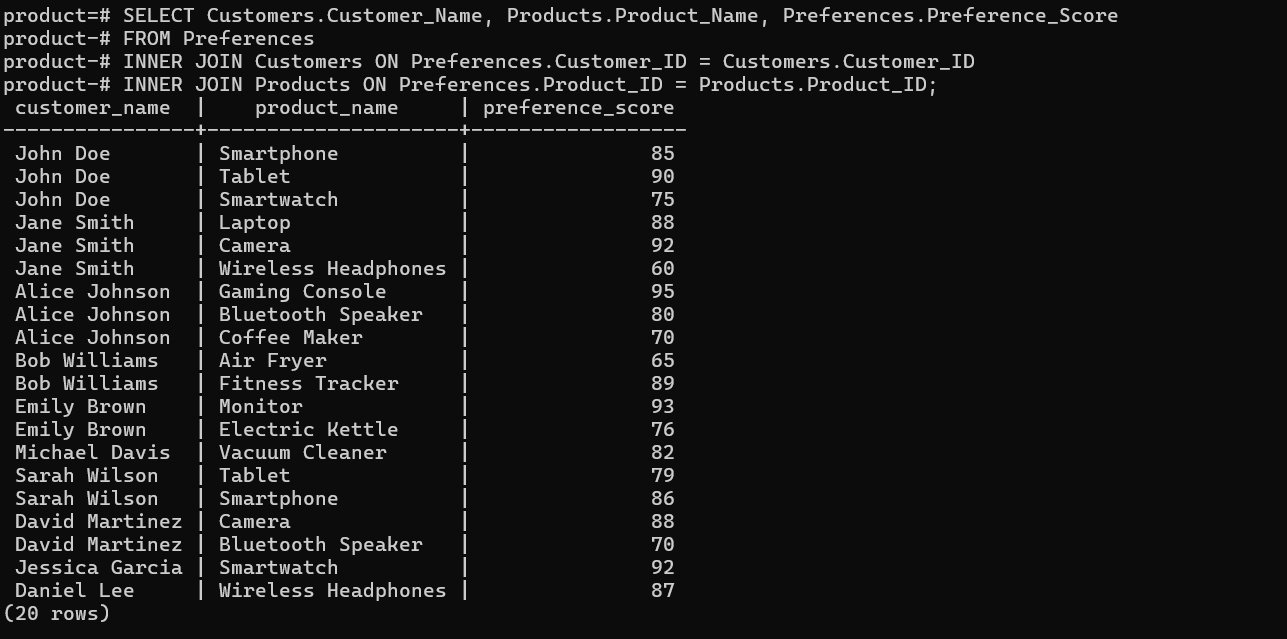 product=# SELECT Customers.Customer_Name, Products.Product_Name, Preferences.Preference_Score
product-# FROM Preferences
product-# INNER JOIN Customers ON Preferences.Customer_ID = Customers.Customer_ID
product-# INNER JOIN Products ON Preferences.Product_ID = Products.Product_ID;
 customer_name  |    product_name     | preference_score
----------------+---------------------+------------------
 John Doe       | Smartphone          |               85
 John Doe       | Tablet              |               90
 John Doe       | Smartwatch          |               75
 Jane Smith     | Laptop              |               88
 Jane Smith     | Camera              |               92
 Jane Smith     | Wireless Headphones |               60
 Alice Johnson  | Gaming Console      |               95
 Alice Johnson  | Bluetooth Speaker   |               80
 Alice Johnson  | Coffee Maker        |               70
 Bob Williams   | Air Fryer           |               65
 Bob Williams   | Fitness Tracker     |               89
 Emily Brown    | Monitor             |               93
 Emily Brown    | Electric Kettle     |               76
 Michael Davis  | Vacuum Cleaner      |               82
 Sarah Wilson   | Tablet              |               79
 Sarah Wilson   | Smartphone          |               86
 David Martinez | Camera              |               88
 David Martinez | Bluetooth Speaker   |               70
 Jessica Garcia | Smartwatch          |               92
 Daniel Lee     | Wireless Headphones |               87
(20 rows)